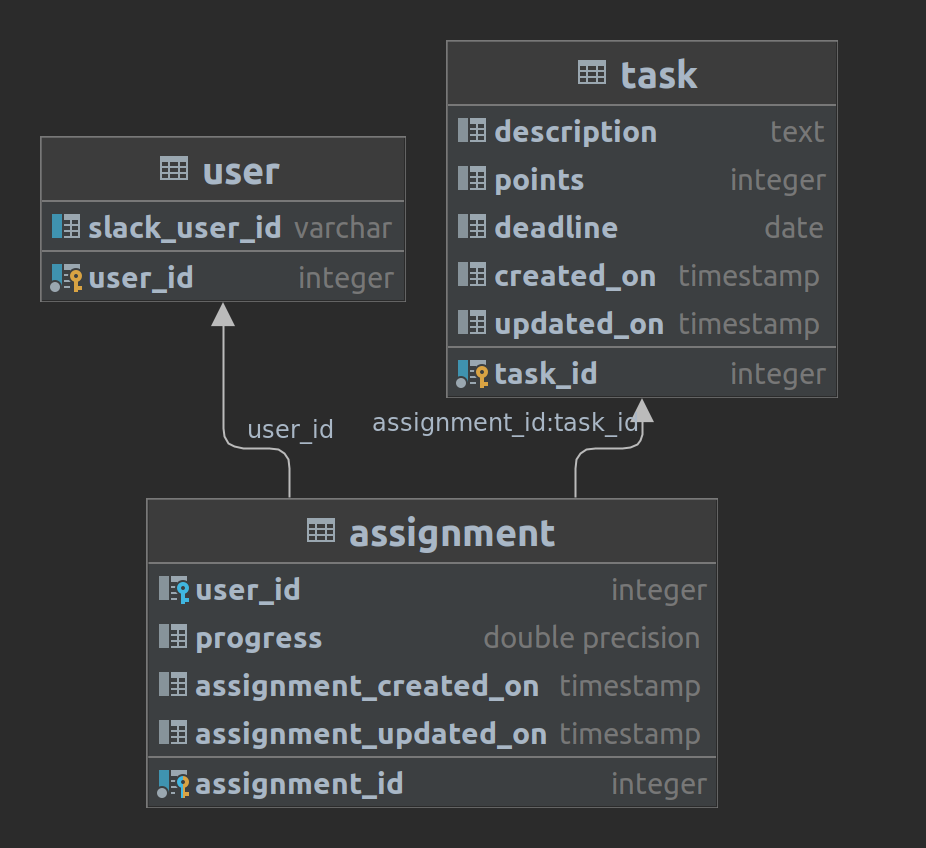 task
description text
points integer
deadline date
created_on timestamp
updated_on timestamp
task_id integer
user
slack_user_id varchar
user_id integer
user_id
assignment_id:task_id
assignment
user_id integer
progress double precision
assignment_created_on timestamp
assignment_updated_on timestamp
assignment_id integer